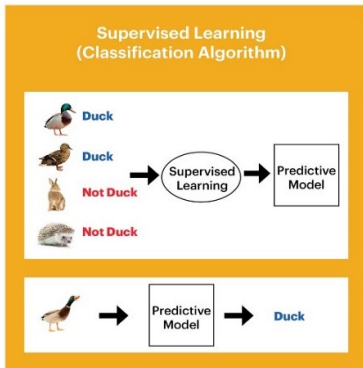 Supervised Learning
(Classification Algorithm)
Duck
Duck
Not Duck
Not Duck
Supervised
Learning
Predictive
Model
Predictive
Model
Duck